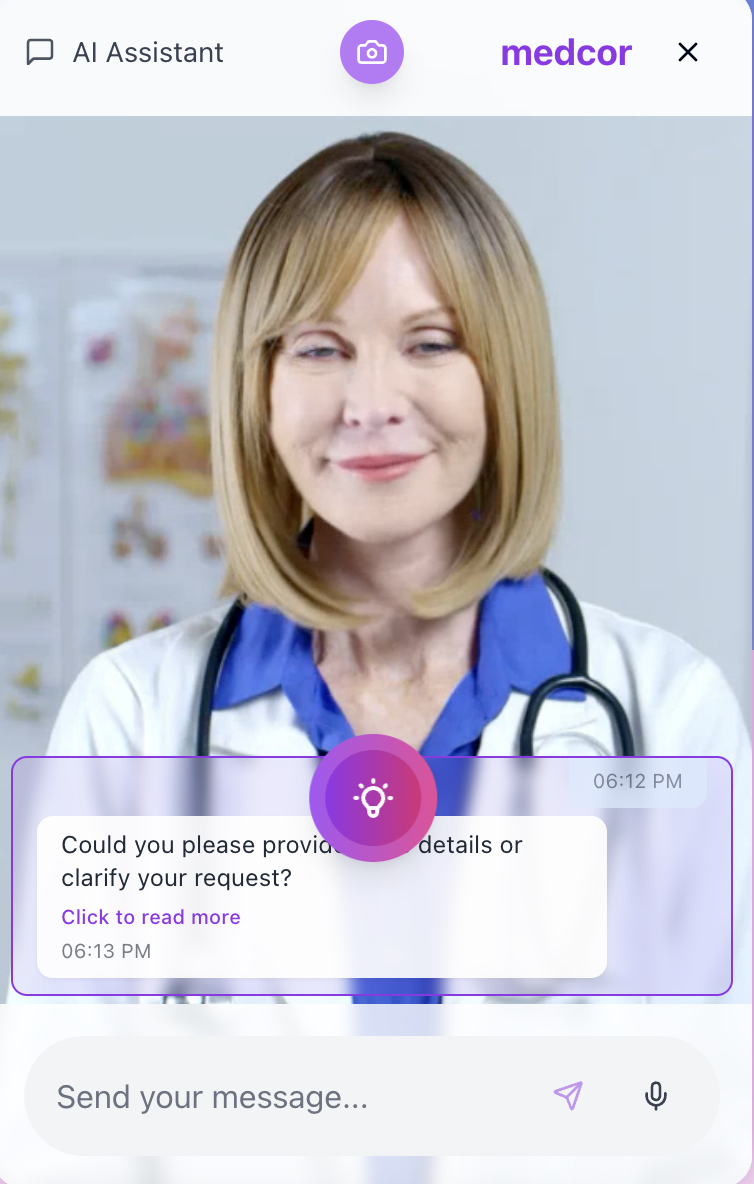 AI Assistant
medcor
06:12 PM
Could you please provide details or
clarify your request?
Click to read more
06:13 PM
Send your message...